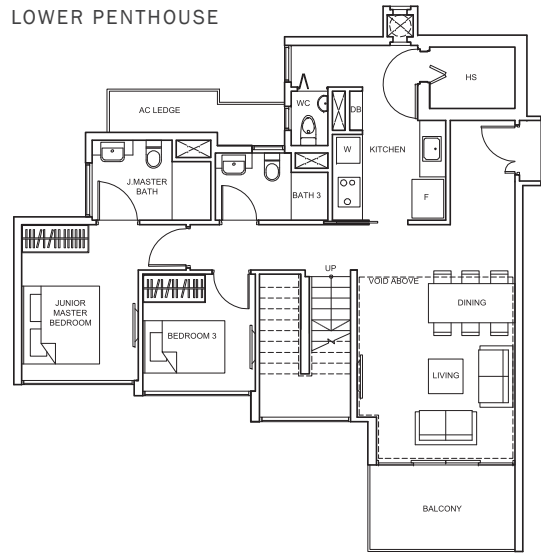 LOWER PENTHOUSE
HS
AC LEDGE
WC
DB
W
KITCHEN
J.MASTER
BATH
BATH 3
F
UP
VOID ABOVE
DINING
JUNIOR
MASTER
BEDROOM
BEDROOM 3
LIVING
BALCONY